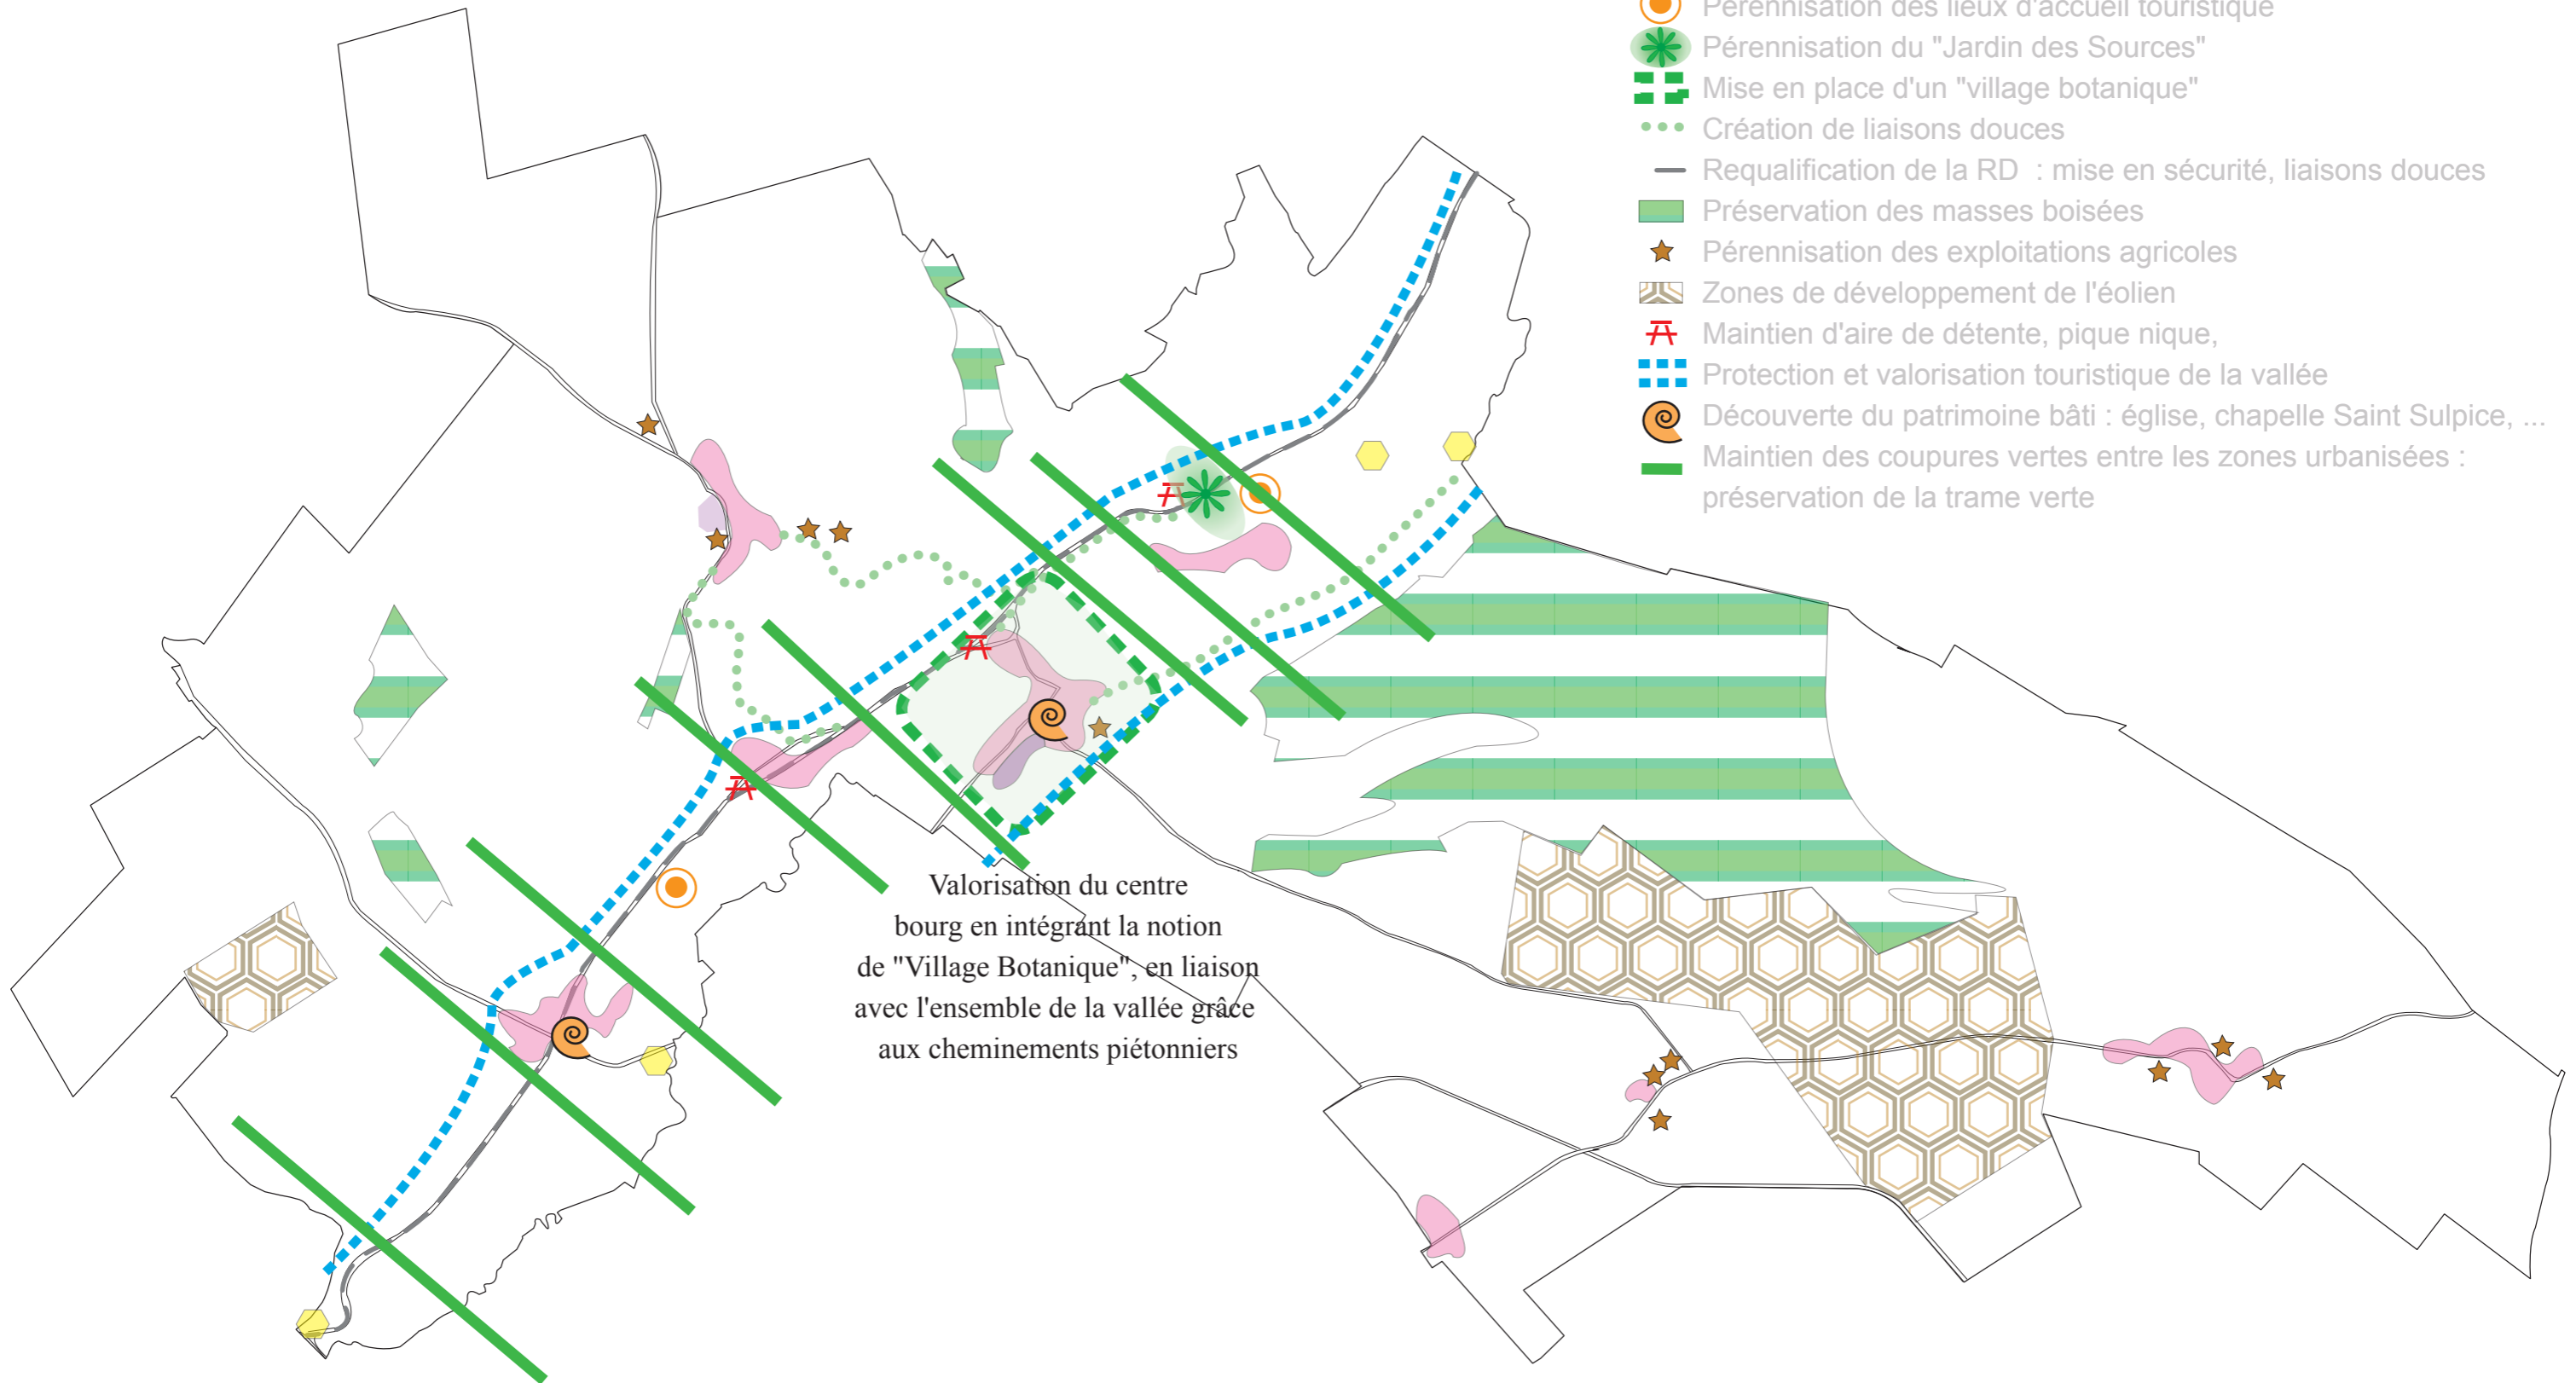 Pérennisation des lieux d'accueil touristique
Pérennisation du "Jardin des Sources"
Mise en place d'un "village botanique"
Création de liaisons douces
Requalification de la RD : mise en sécurité, liaisons douces
Préservation des masses boisées
Pérennisation des exploitations agricoles
Zones de développement de l'éolien
Maintien d'aire de détente, pique nique,
Protection et valorisation touristique de la vallée
Découverte du patrimoine bâti : église, chapelle Saint Sulpice, ...
Maintien des coupures vertes entre les zones urbanisées :
préservation de la trame verte
Valorisation du centre
bourg en intégrant la notion
de "Village Botanique", en liaison
avec l'ensemble de la vallée grâce
aux cheminements piétonniers